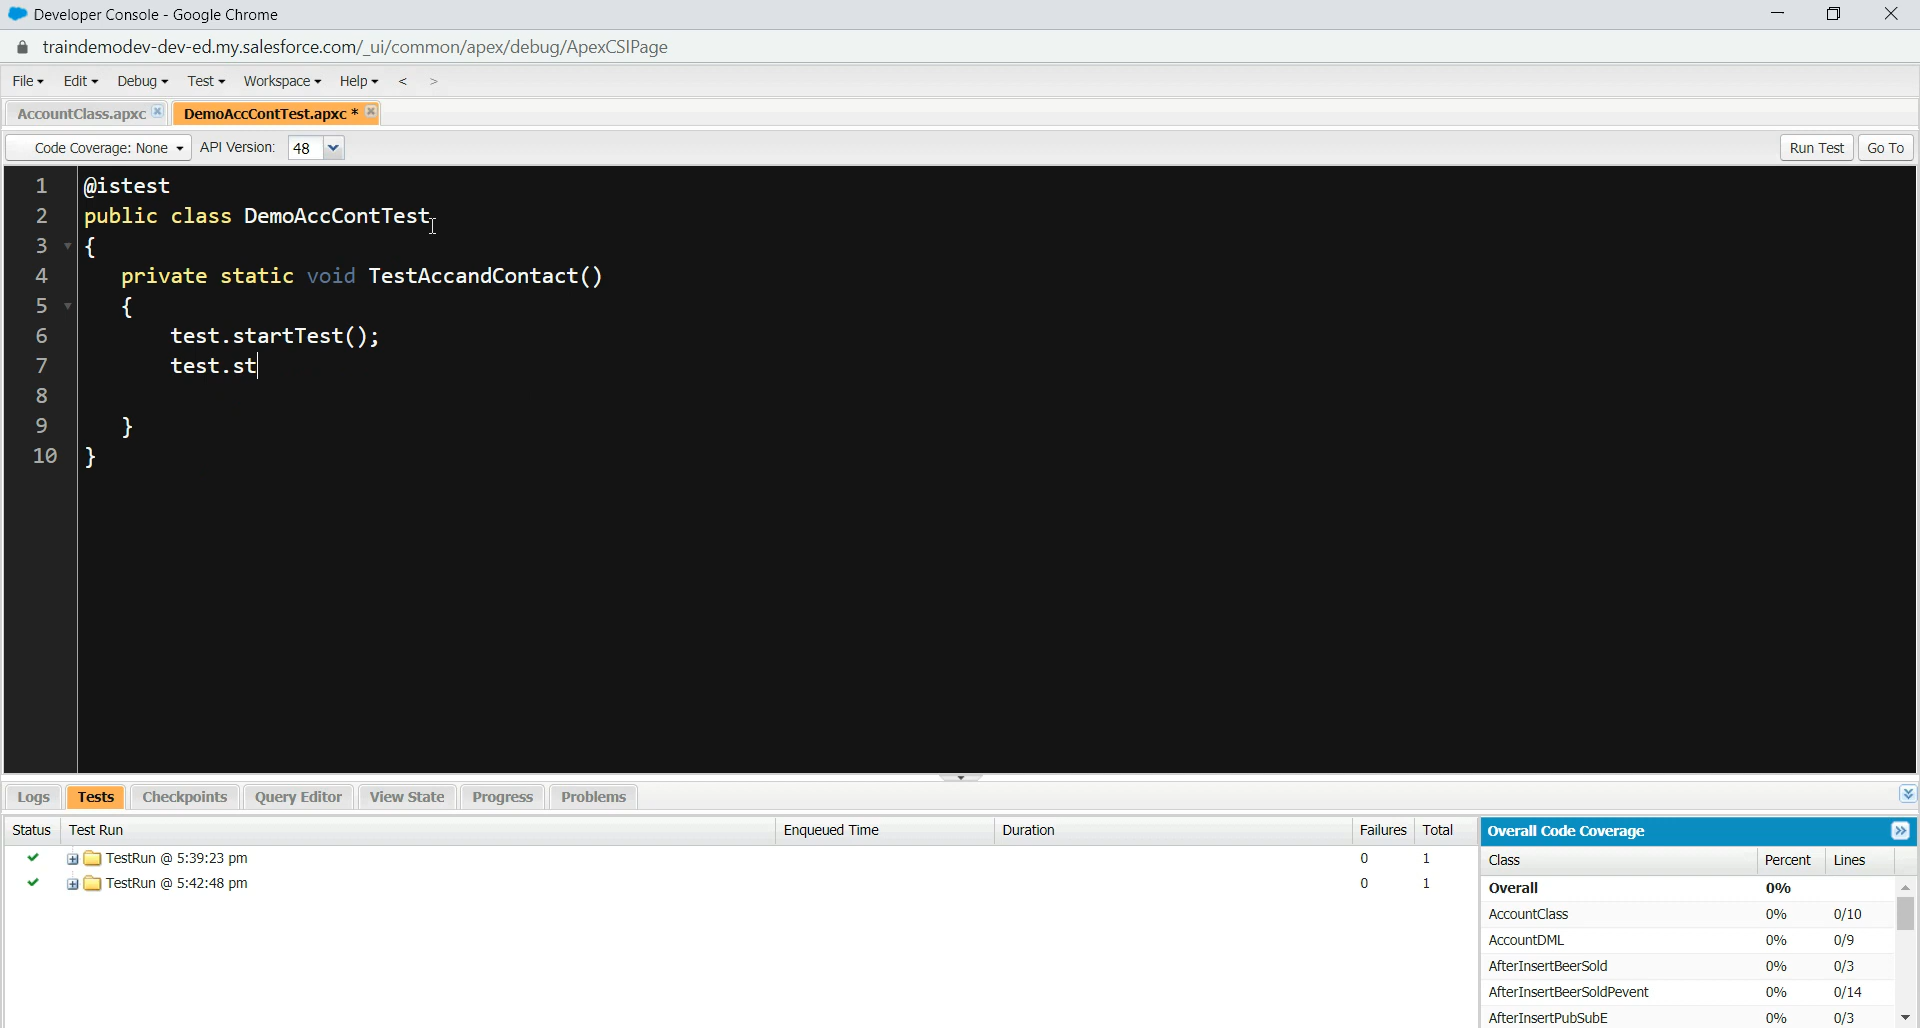 Developer Console - Google Chrome
traindemodev-dev-ed.my.salesforce.com/_ui/common/apex/debug/ApexCSIPage
File Edit Debug Test Workspace Help < >
AccountClass.apxc DemoAccContTest.apxc *
Code Coverage: None API Version: 48 Run Test Go To
1 @istest
2 public class DemoAccContTest
3 {
4 private static void TestAccandContact()
5 {
6 test.startTest();
7 test.st
8
9 }
10 }
Logs Tests Checkpoints Query Editor View State Progress Problems
Status Test Run Enqueued Time Duration Failures Total
TestRun @ 5:39:23 pm 0 1
TestRun @ 5:42:48 pm 0 1
Overall Code Coverage
Class Percent Lines
Overall 0%
AccountClass 0% 0/10
AccountDML 0% 0/9
AfterInsertBeerSold 0% 0/3
AfterInsertBeerSoldPevent 0% 0/14
AfterInsertPubSubE 0% 0/3